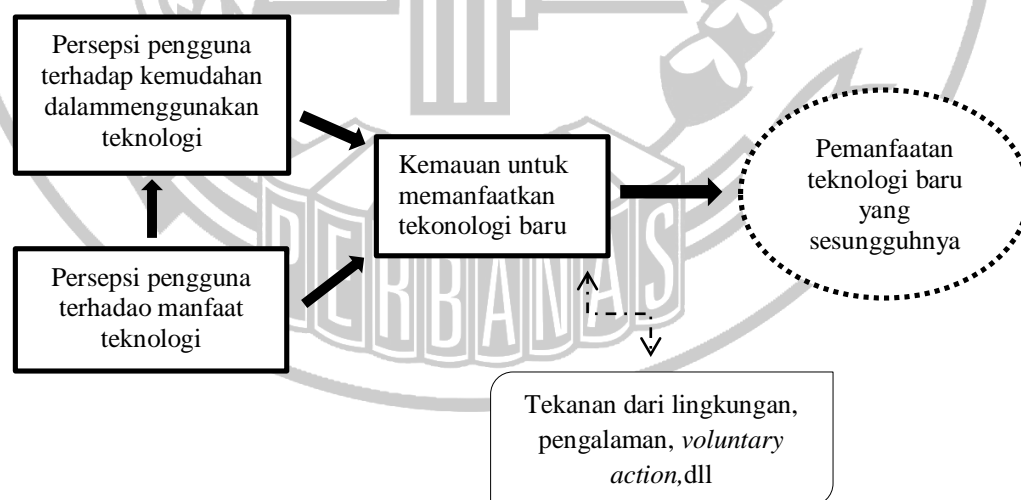 Persepsi pengguna
terhadap kemudahan
dalammenggunakan
teknologi
Kemauan untuk
memanfaatkan
tekonologi baru
Pemanfaatan
teknologi baru
yang
sesungguhnya
Persepsi pengguna
terhadao manfaat
teknologi
PERBANAS
Tekanan dari lingkungan,
pengalaman, voluntary
action,dll